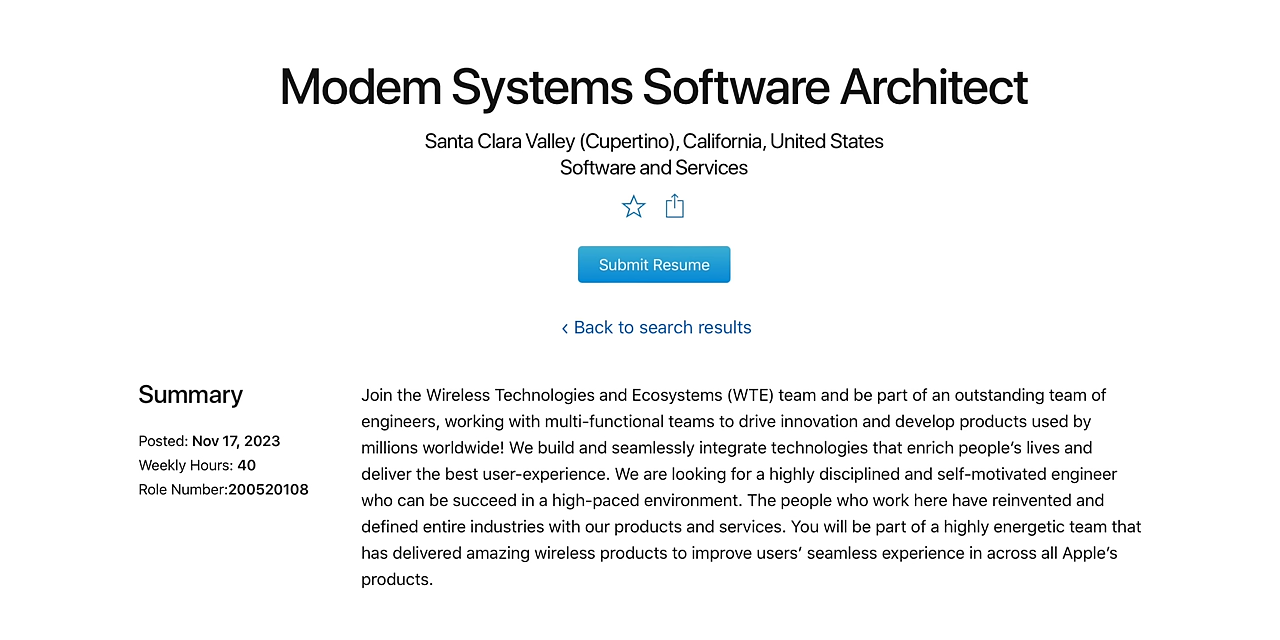 Modem Systems Software Architect
Santa Clara Valley (Cupertino), California, United States
Software and Services
Submit Resume
‹ Back to search results
Summary
Posted: Nov 17, 2023
Weekly Hours: 40
Role Number:200520108
Join the Wireless Technologies and Ecosystems (WTE) team and be part of an outstanding team of
engineers, working with multi-functional teams to drive innovation and develop products used by
millions worldwide! We build and seamlessly integrate technologies that enrich people’s lives and
deliver the best user-experience. We are looking for a highly disciplined and self-motivated engineer
who can be succeed in a high-paced environment. The people who work here have reinvented and
defined entire industries with our products and services. You will be part of a highly energetic team that
has delivered amazing wireless products to improve users’ seamless experience in across all Apple’s
products.